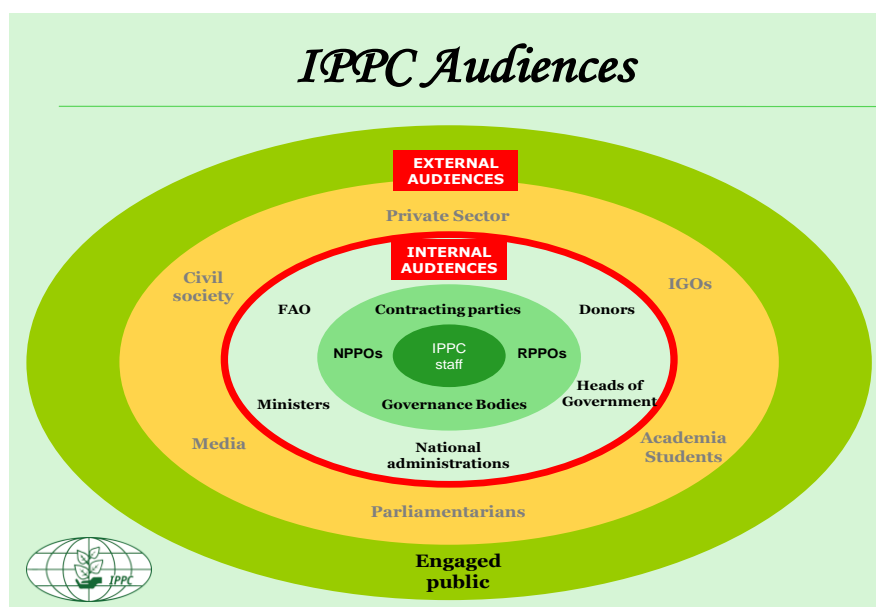 IPPC Audiences
EXTERNAL
AUDIENCES
Private Sector
INTERNAL
AUDIENCES
Civil
society
IGOs
FAO
Contracting parties
Donors
NPPOs
IPPC
staff
RPPOs
Ministers
Governance Bodies
Heads of
Government
Media
National
administrations
Academia
Students
Parliamentarians
Engaged
public
IPPC